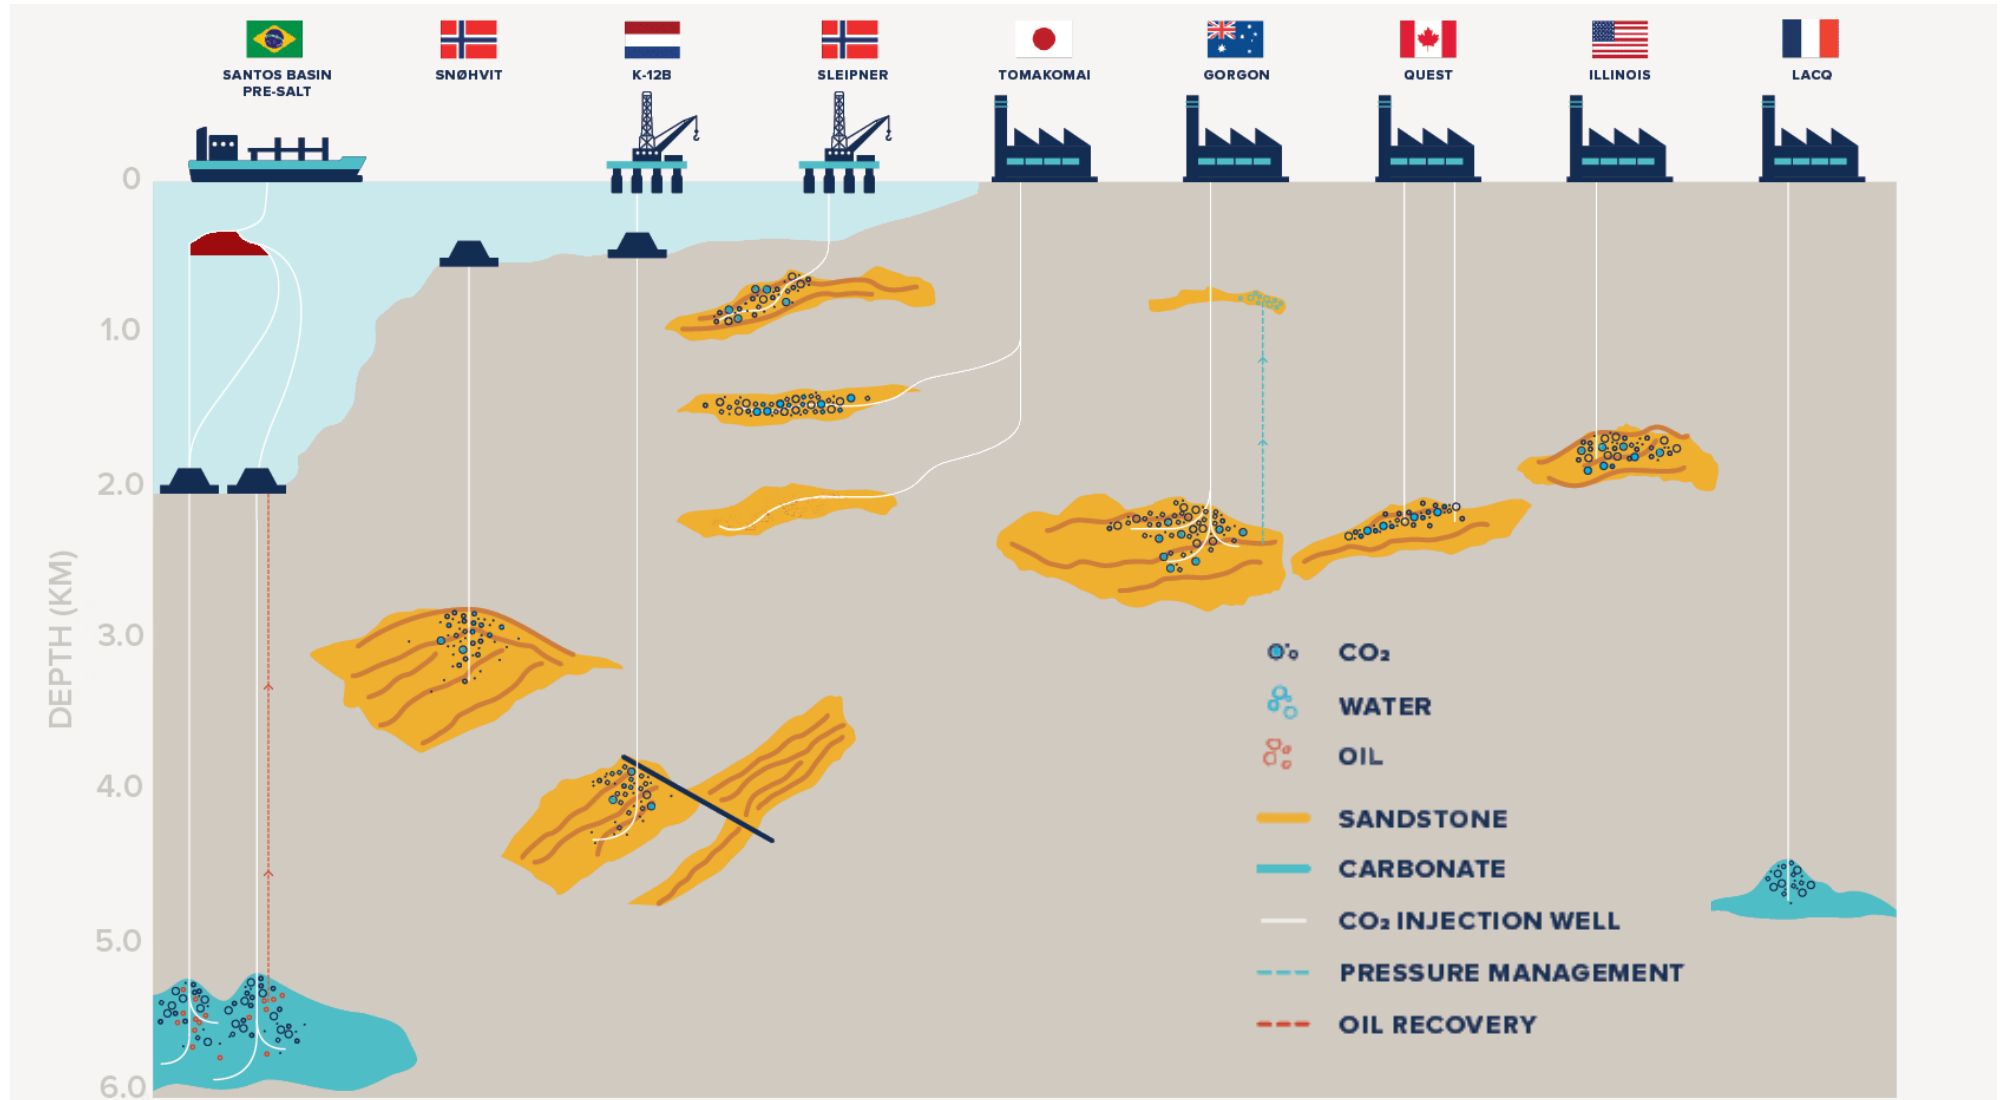 SANTOS BASIN
PRE-SALT
SNØHVIT
K-12B
SLEIPNER
TOMAKOMAI
GORGON
QUEST
ILLINOIS
LACQ
0
1.0
2.0
3.0
4.0
5.0
6.0
DEPTH (KM)
CO₂
WATER
OIL
SANDSTONE
CARBONATE
CO₂ INJECTION WELL
PRESSURE MANAGEMENT
OIL RECOVERY